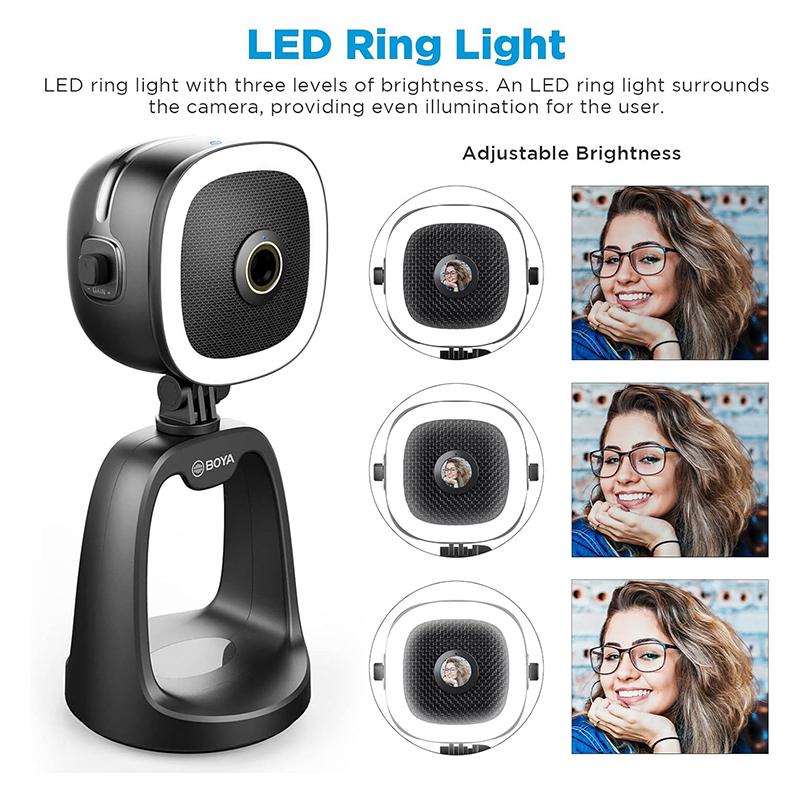 LED Ring Light
LED ring light with three levels of brightness. An LED ring light surrounds
the camera, providing even illumination for the user.
Adjustable Brightness
- GAIN +
BOYA